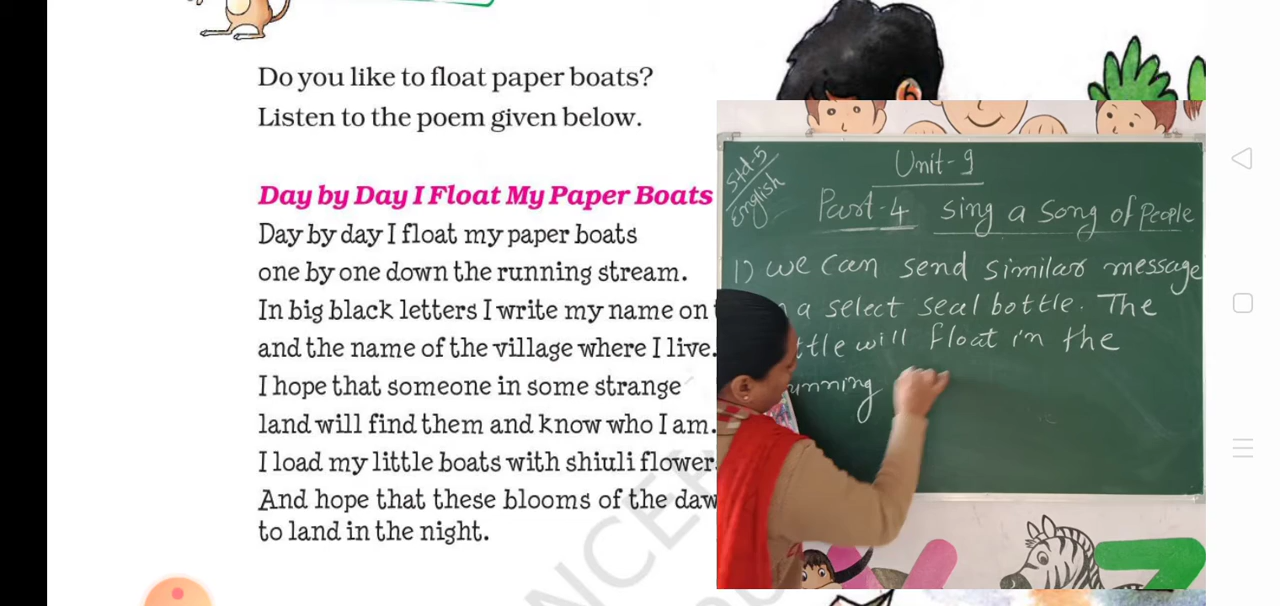 Do you like to float paper boats?
Listen to the poem given below.
Day by Day I Float My Paper Boats
Day by day I float my paper boats
one by one down the running stream.
In big black letters I write my name on
and the name of the village where I live.
I hope that someone in some strange
land will find them and know who I am.
I load my little boats with shiuli flower
And hope that these blooms of the daw
to land in the night.
Std-5
English
Unit-9
Part-4 Sing a Song of People
1) we can send similar message
a select seal bottle. The
ttle will float in the
unning
NCER